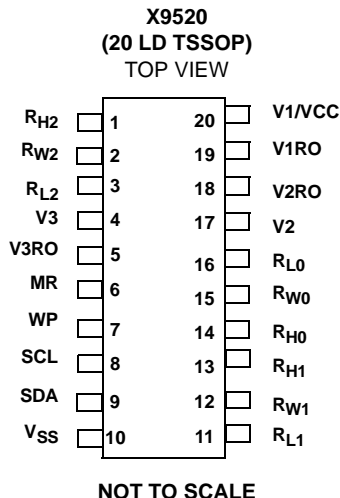 X9520
(20 LD TSSOP)
TOP VIEW
RH2 1 20 V1/VCC
RW2 2 19 V1RO
RL2 3 18 V2RO
V3 4 17 V2
V3RO 5 16 RL0
MR 6 15 RW0
WP 7 14 RH0
SCL 8 13 RH1
SDA 9 12 RW1
VSS 10 11 RL1
NOT TO SCALE